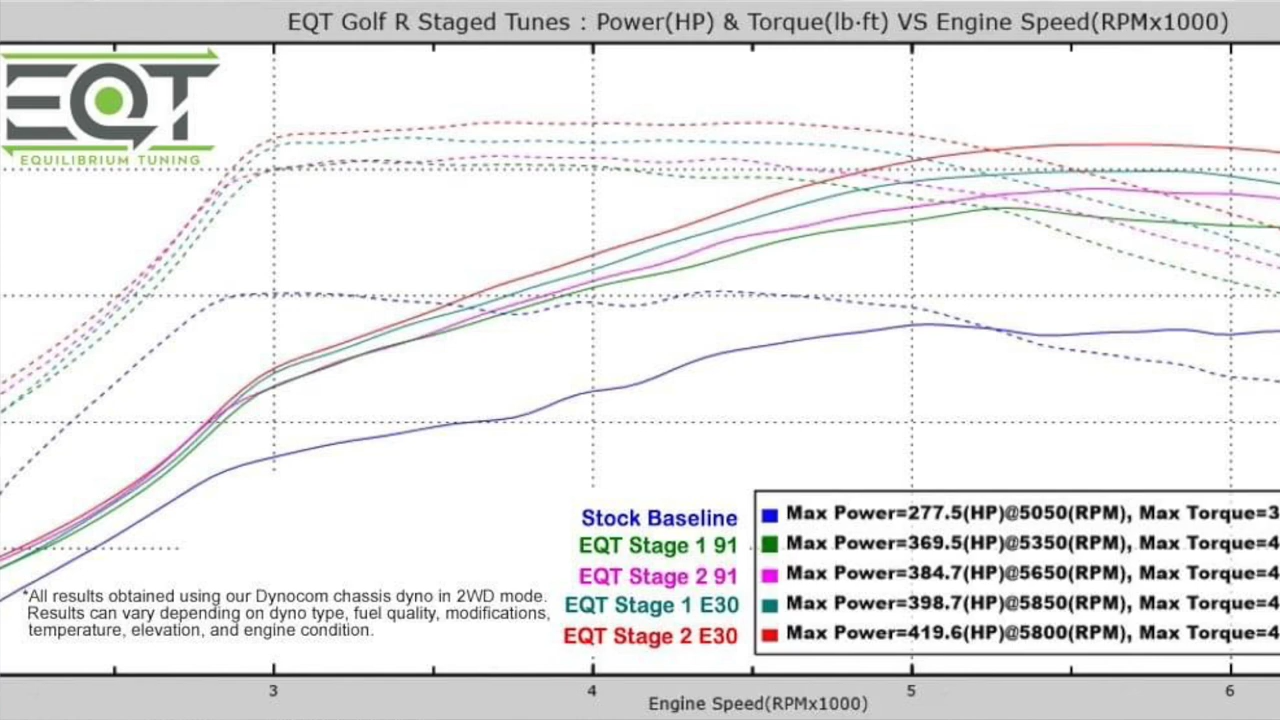 EQT Golf R Staged Tunes : Power(HP) & Torque(lb·ft) VS Engine Speed(RPMx1000)
EQT
EQUILIBRIUM TUNING
Stock Baseline
Max Power=277.5(HP)@5050(RPM), Max Torque=3
EQT Stage 1 91
Max Power=369.5(HP)@5350(RPM), Max Torque=4
EQT Stage 2 91
Max Power=384.7(HP)@5650(RPM), Max Torque=4
EQT Stage 1 E30
Max Power=398.7(HP)@5850(RPM), Max Torque=4
EQT Stage 2 E30
Max Power=419.6(HP)@5800(RPM), Max Torque=4
*All results obtained using our Dynocom chassis dyno in 2WD mode.
Results can vary depending on dyno type, fuel quality, modifications,
temperature, elevation, and engine condition.
3 4 5 6
Engine Speed(RPMx1000)